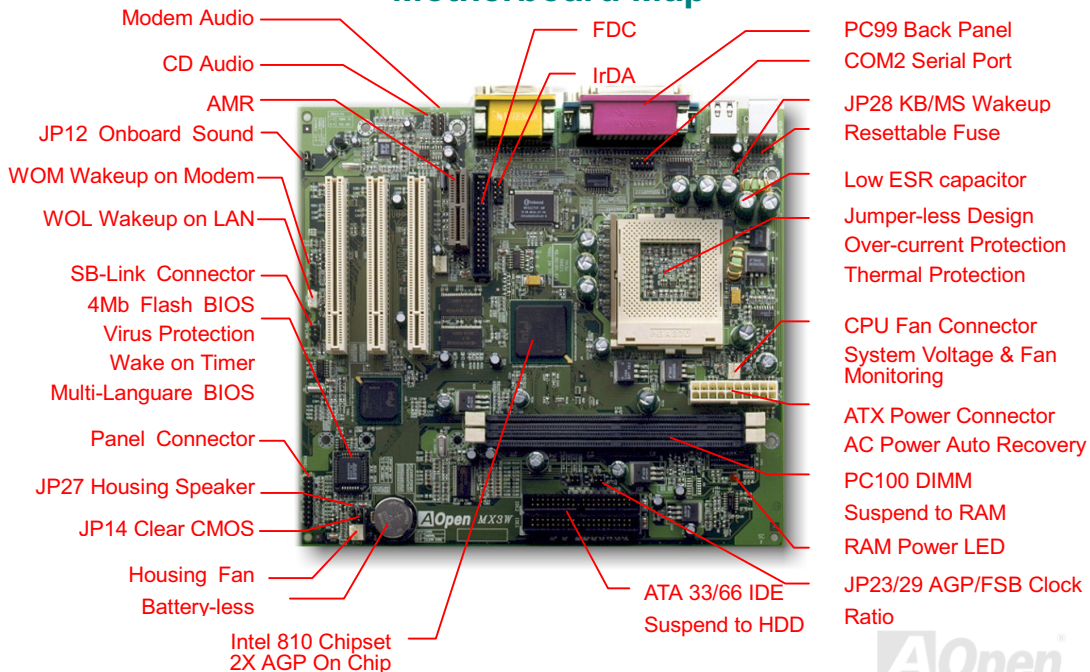 Motherboard Map
Modem Audio
CD Audio
AMR
JP12 Onboard Sound
WOM Wakeup on Modem
WOL Wakeup on LAN
SB-Link Connector
4Mb Flash BIOS
Virus Protection
Wake on Timer
Multi-Languare BIOS
Panel Connector
JP27 Housing Speaker
JP14 Clear CMOS
Housing Fan
Battery-less
Intel 810 Chipset
2X AGP On Chip
FDC
IrDA
PC99 Back Panel
COM2 Serial Port
JP28 KB/MS Wakeup
Resettable Fuse
Low ESR capacitor
Jumper-less Design
Over-current Protection
Thermal Protection
CPU Fan Connector
System Voltage & Fan
Monitoring
ATX Power Connector
AC Power Auto Recovery
PC100 DIMM
Suspend to RAM
RAM Power LED
JP23/29 AGP/FSB Clock
Ratio
ATA 33/66 IDE
Suspend to HDD
AOpen MX3W
AOpen